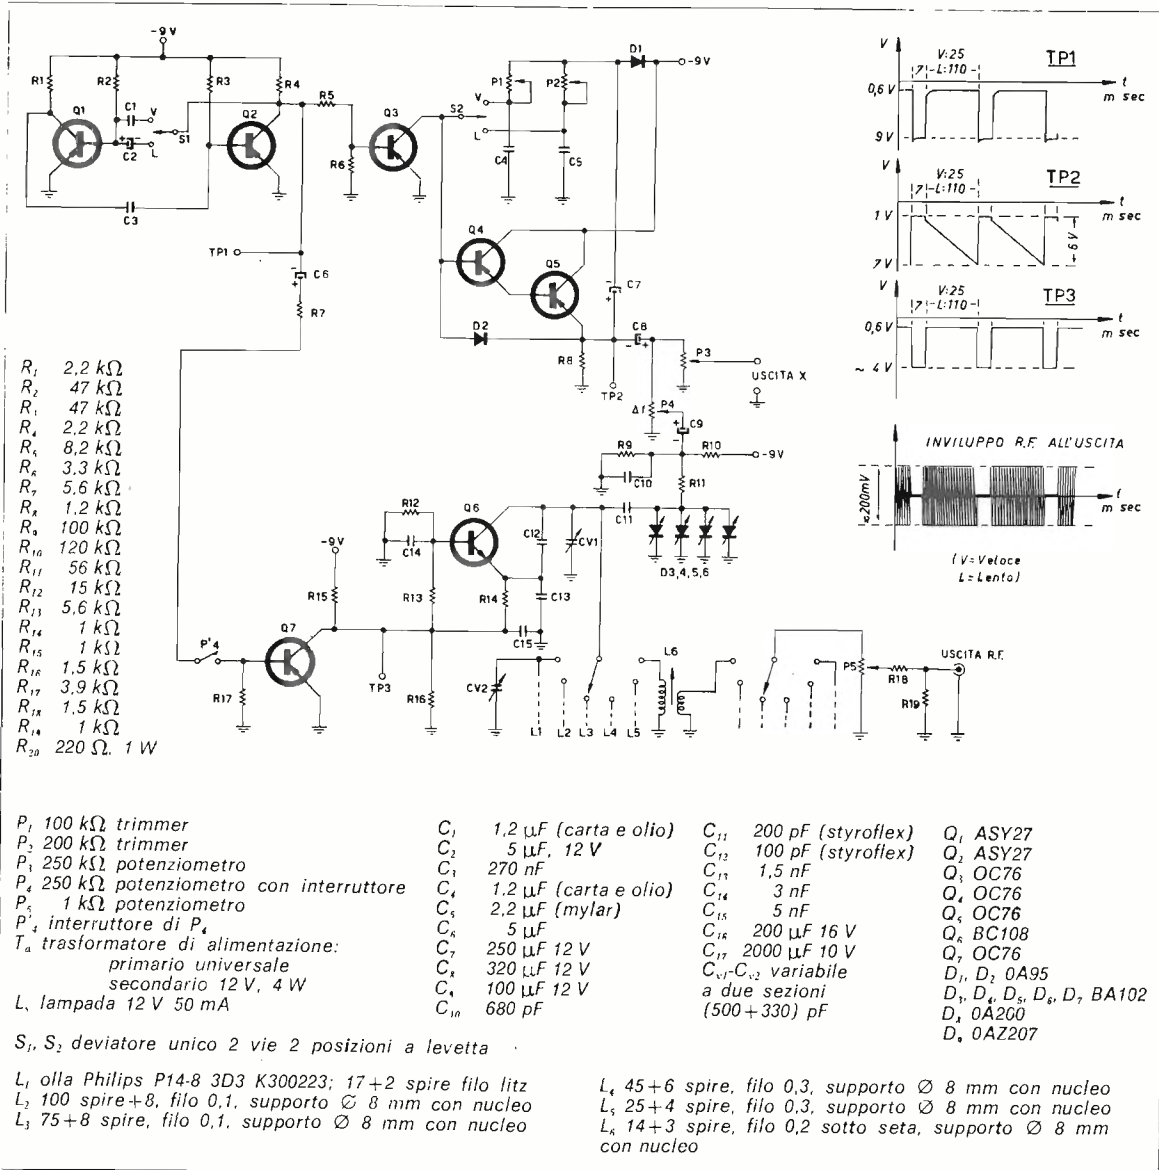 -9V
R1
R2
R3
R4
R5
C1
V
S1
C2
L
Q1
Q2
Q3
R6
C3
TP1
C6
R7
S2
V
L
P1
P2
D1
-9V
C4
C5
Q4
Q5
C7
D2
R8
C8
P3
USCITA X
TP2
Δf
P4
C9
R9
R10
-9V
C10
R11
C11
D3,4,5,6
R12
C14
Q6
C12
CV1
-9V
R15
R13
R14
C13
C15
P'4
Q7
R17
TP3
R16
CV2
L1
L2
L3
L4
L5
L6
P5
R18
R19
USCITA R.F.
V
V:25
7
L:110
TP1
t
m sec
0,6V
9V
V
V:25
7
L:110
TP2
t
m sec
1V
7V
6V
V
V:25
7
L:110
TP3
t
m sec
0,6V
~ 4V
INVILUPPO R.F. ALL'USCITA
≈200mV
t
m sec
(V=Veloce
L=Lento)
R1 2,2 kΩ
R2 47 kΩ
R, 47 kΩ
R4 2,2 kΩ
R5 8,2 kΩ
R6 3,3 kΩ
R7 5,6 kΩ
R8 1,2 kΩ
R9 100 kΩ
R10 120 kΩ
R11 56 kΩ
R12 15 kΩ
R13 5,6 kΩ
R14 1 kΩ
R15 1 kΩ
R16 1,5 kΩ
R17 3,9 kΩ
R18 1,5 kΩ
R19 1 kΩ
R20 220 Ω. 1 W
P1 100 kΩ trimmer
P2 200 kΩ trimmer
P3 250 kΩ potenziometro
P4 250 kΩ potenziometro con interruttore
P5 1 kΩ potenziometro
P'4 interruttore di P4
Ta trasformatore di alimentazione:
primario universale
secondario 12 V, 4 W
L, lampada 12 V 50 mA
C1 1,2 μF (carta e olio)
C2 5 μF, 12 V
C3 270 nF
C4 1,2 μF (carta e olio)
C5 2,2 μF (mylar)
C6 5 μF
C7 250 μF 12 V
C8 320 μF 12 V
C9 100 μF 12 V
C10 680 pF
C11 200 pF (styroflex)
C12 100 pF (styroflex)
C13 1,5 nF
C14 3 nF
C15 5 nF
C16 200 μF 16 V
C17 2000 μF 10 V
Cv1-Cv2 variabile
a due sezioni
(500+330) pF
Q1 ASY27
Q2 ASY27
Q3 OC76
Q4 OC76
Q5 OC76
Q6 BC108
Q7 OC76
D1, D2 0A95
D3, D4, D5, D6, D7 BA102
D8 0A200
D9 0AZ207
S1, S2 deviatore unico 2 vie 2 posizioni a levetta
L1 olla Philips P14-8 3D3 K300223; 17+2 spire filo litz
L2 100 spire+8, filo 0,1, supporto Ø 8 mm con nucleo
L3 75+8 spire, filo 0,1, supporto Ø 8 mm con nucleo
L4 45+6 spire, filo 0,3, supporto Ø 8 mm con nucleo
L5 25+4 spire, filo 0,3, supporto Ø 8 mm con nucleo
L6 14+3 spire, filo 0,2 sotto seta, supporto Ø 8 mm
con nucleo